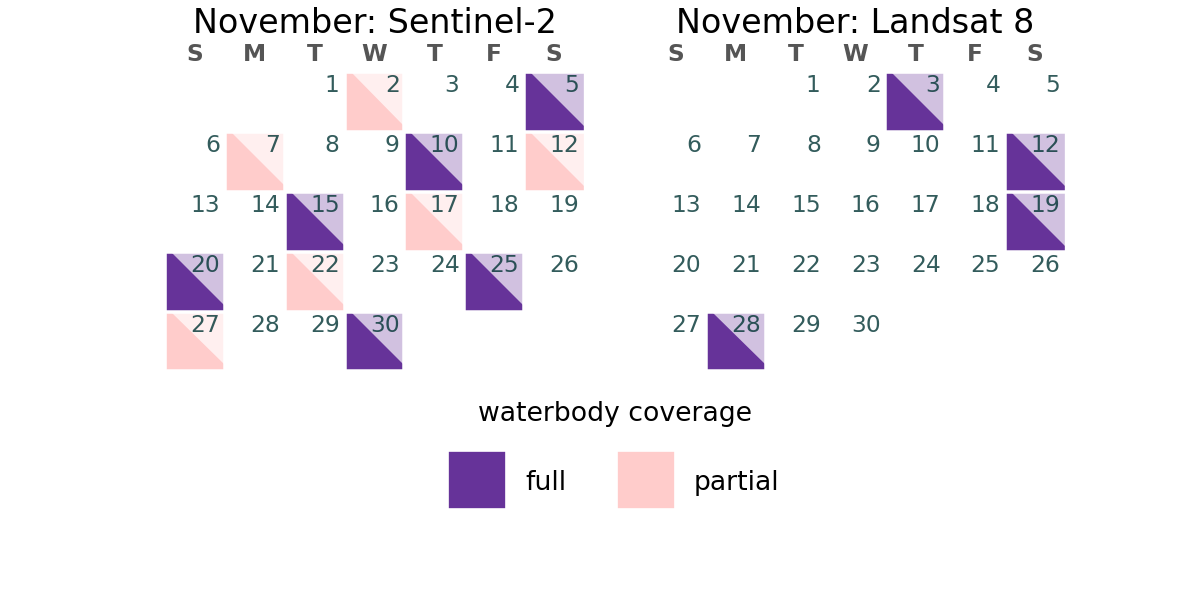 November: Sentinel-2
S M T W T F S
1 2 3 4 5
6 7 8 9 10 11 12
13 14 15 16 17 18 19
20 21 22 23 24 25 26
27 28 29 30
November: Landsat 8
S M T W T F S
1 2 3 4 5
6 7 8 9 10 11 12
13 14 15 16 17 18 19
20 21 22 23 24 25 26
27 28 29 30
waterbody coverage
full
partial